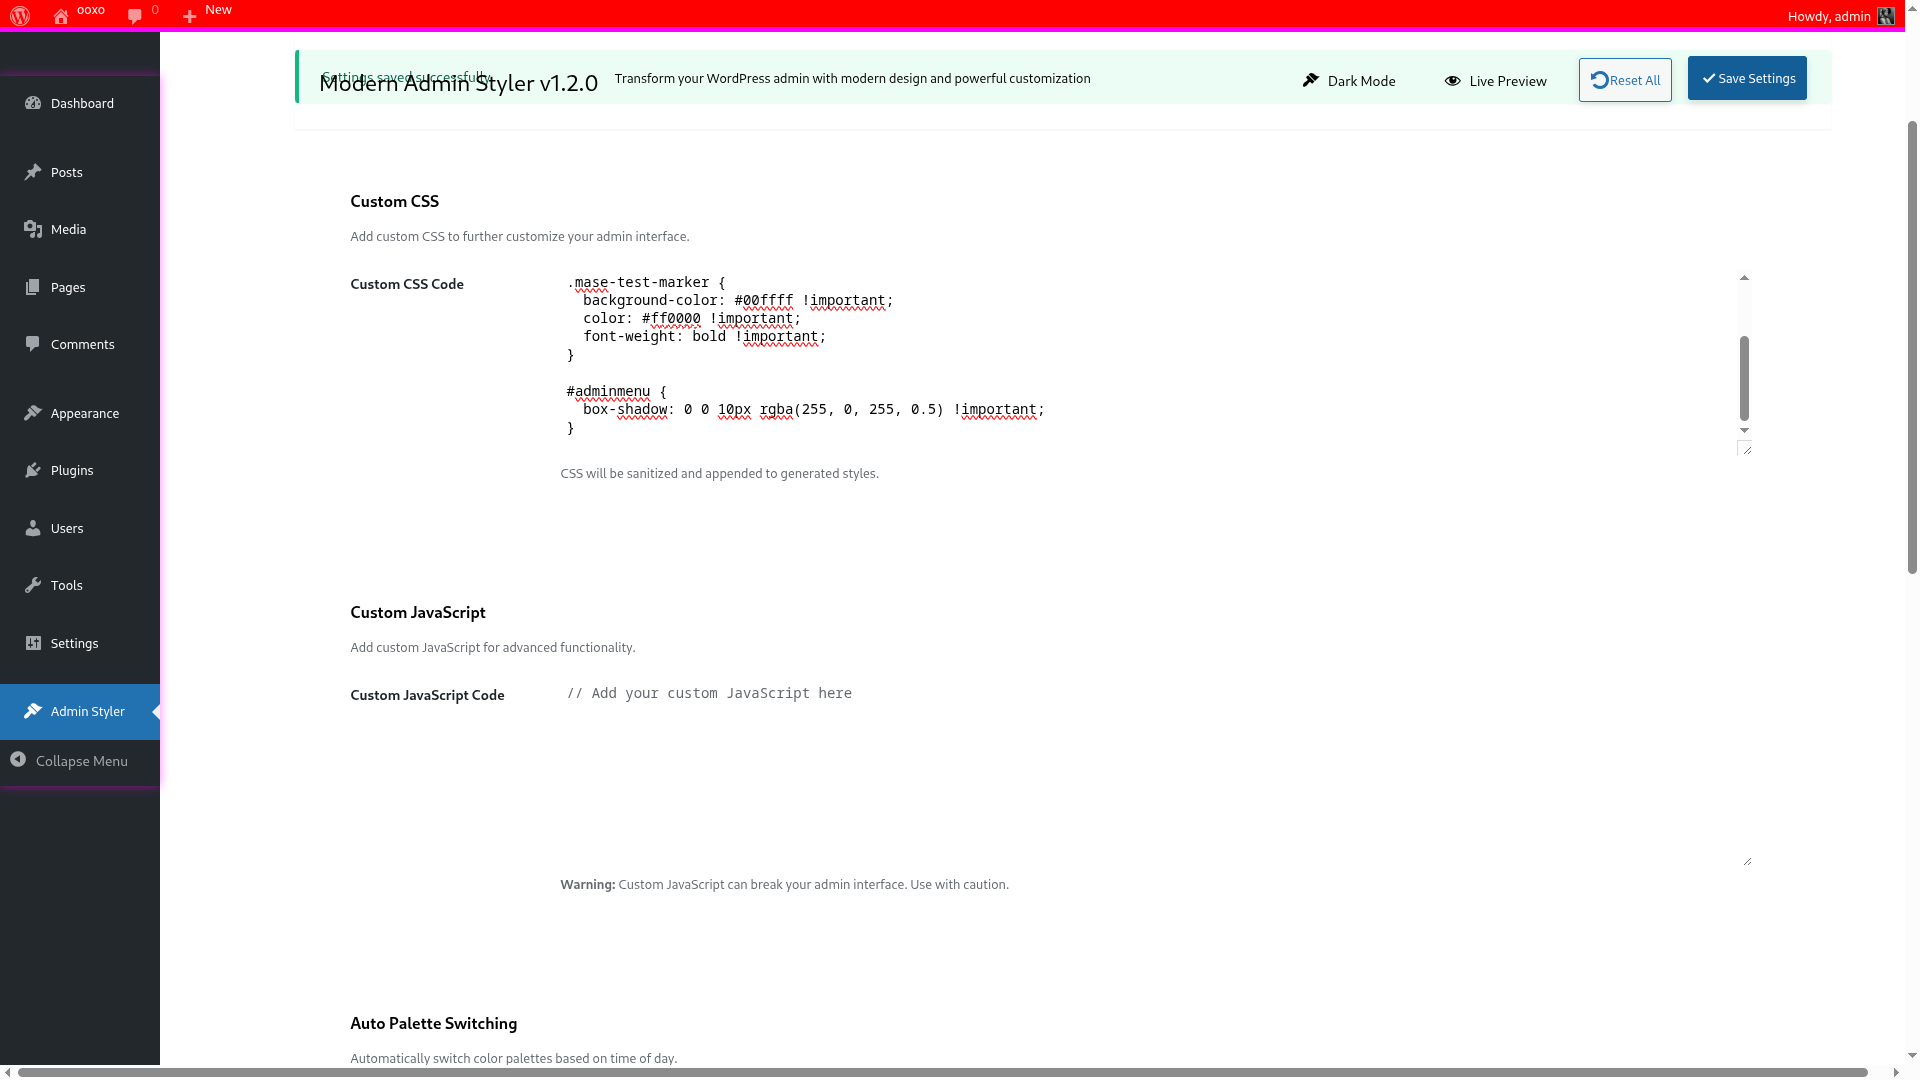 ooxo
0
New
Howdy, admin
Settings saved successfully
Modern Admin Styler v1.2.0
Transform your WordPress admin with modern design and powerful customization
Dark Mode
Live Preview
Reset All
Save Settings
Dashboard
Posts
Media
Pages
Comments
Appearance
Plugins
Users
Tools
Settings
Admin Styler
Collapse Menu
Custom CSS
Add custom CSS to further customize your admin interface.
Custom CSS Code
.mase-test-marker {
background-color: #00ffff !important;
color: #ff0000 !important;
font-weight: bold !important;
}
#adminmenu {
box-shadow: 0 0 10px rgba(255, 0, 255, 0.5) !important;
}
CSS will be sanitized and appended to generated styles.
Custom JavaScript
Add custom JavaScript for advanced functionality.
Custom JavaScript Code
// Add your custom JavaScript here
Warning: Custom JavaScript can break your admin interface. Use with caution.
Auto Palette Switching
Automatically switch color palettes based on time of day.